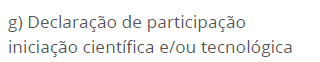 g) Declaração de participação
iniciação científica e/ou tecnológica